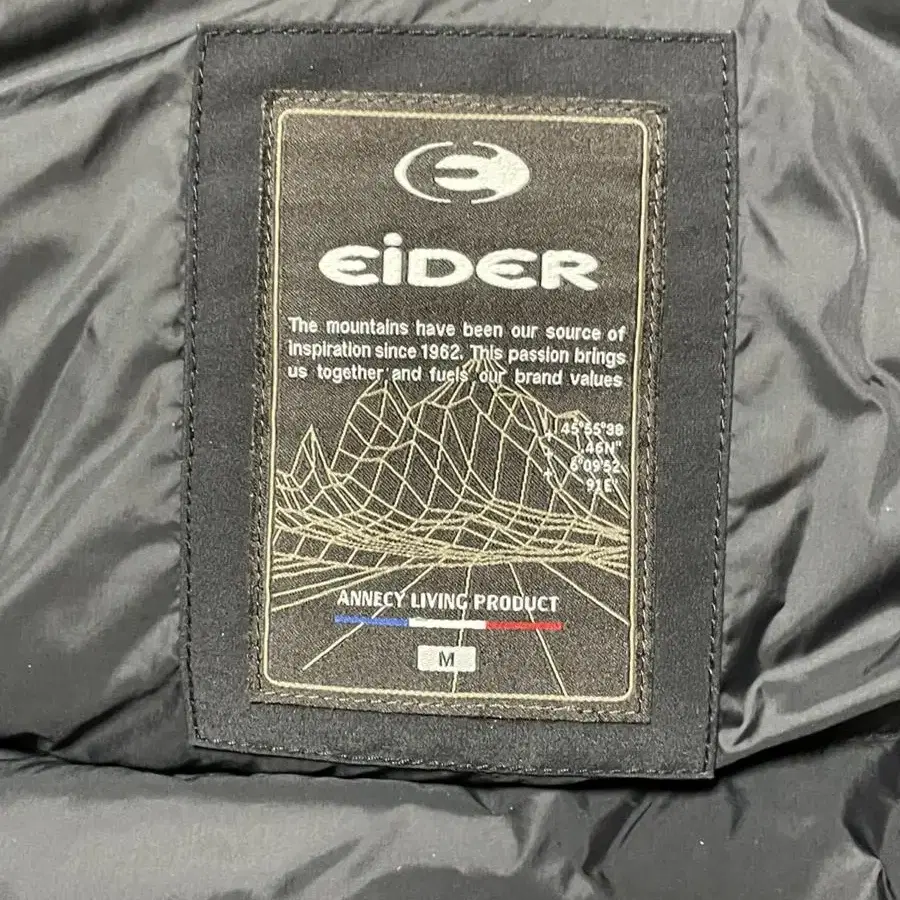 EiDER
The mountains have been our source of
inspiration since 1962. This passion brings
us together and fuels our brand values
45°55'38
.46N"
6°09'52
.91E"
ANNECY LIVING PRODUCT
M